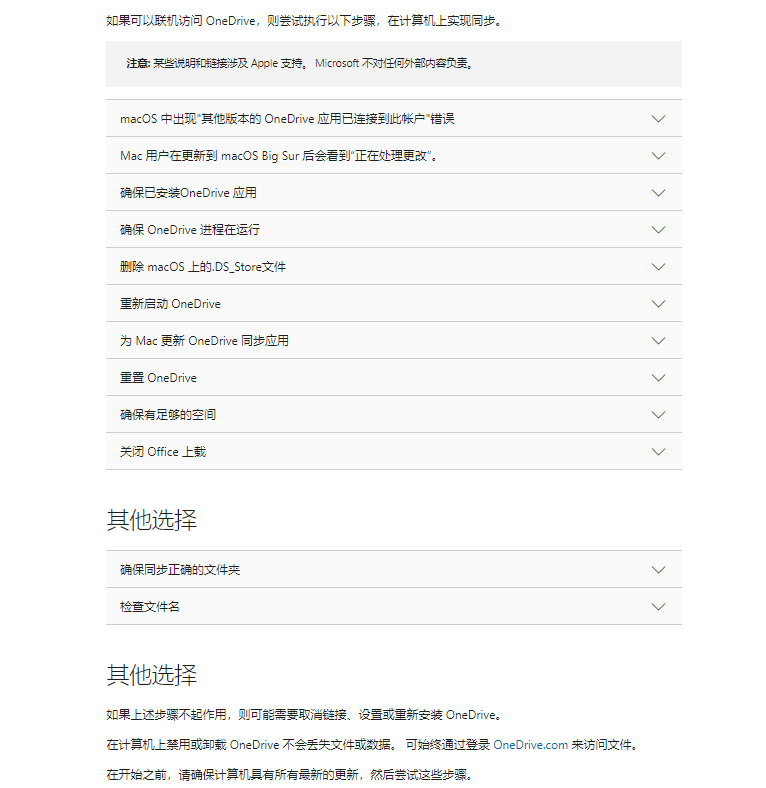 如果可以联机访问 OneDrive，则尝试执行以下步骤，在计算机上实现同步。
注意: 某些说明和链接涉及 Apple 支持。 Microsoft 不对任何外部内容负责。
macOS 中出现"其他版本的 OneDrive 应用已连接到此帐户"错误
Mac 用户在更新到 macOS Big Sur 后会看到“正在处理更改”。
确保已安装OneDrive 应用
确保 OneDrive 进程在运行
删除 macOS 上的.DS_Store文件
重新启动 OneDrive
为 Mac 更新 OneDrive 同步应用
重置 OneDrive
确保有足够的空间
关闭 Office 上载
其他选择
确保同步正确的文件夹
检查文件名
其他选择
如果上述步骤不起作用，则可能需要取消链接、设置或重新安装 OneDrive。
在计算机上禁用或卸载 OneDrive 不会丢失文件或数据。 可始终通过登录 OneDrive.com 来访问文件。
在开始之前，请确保计算机具有所有最新的更新，然后尝试这些步骤。